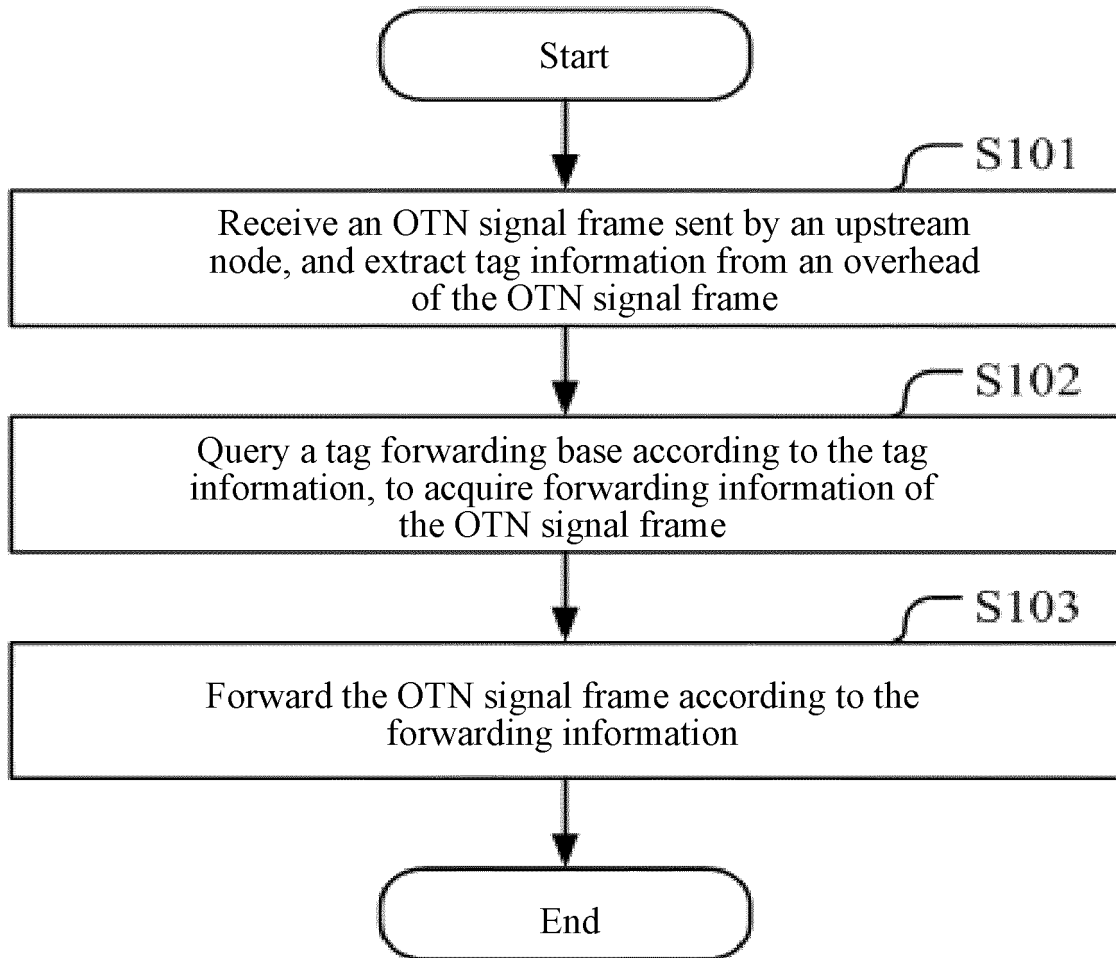 Start
S101
Receive an OTN signal frame sent by an upstream
node, and extract tag information from an overhead
of the OTN signal frame
S102
Query a tag forwarding base according to the tag
information, to acquire forwarding information of
the OTN signal frame
S103
Forward the OTN signal frame according to the
forwarding information
End